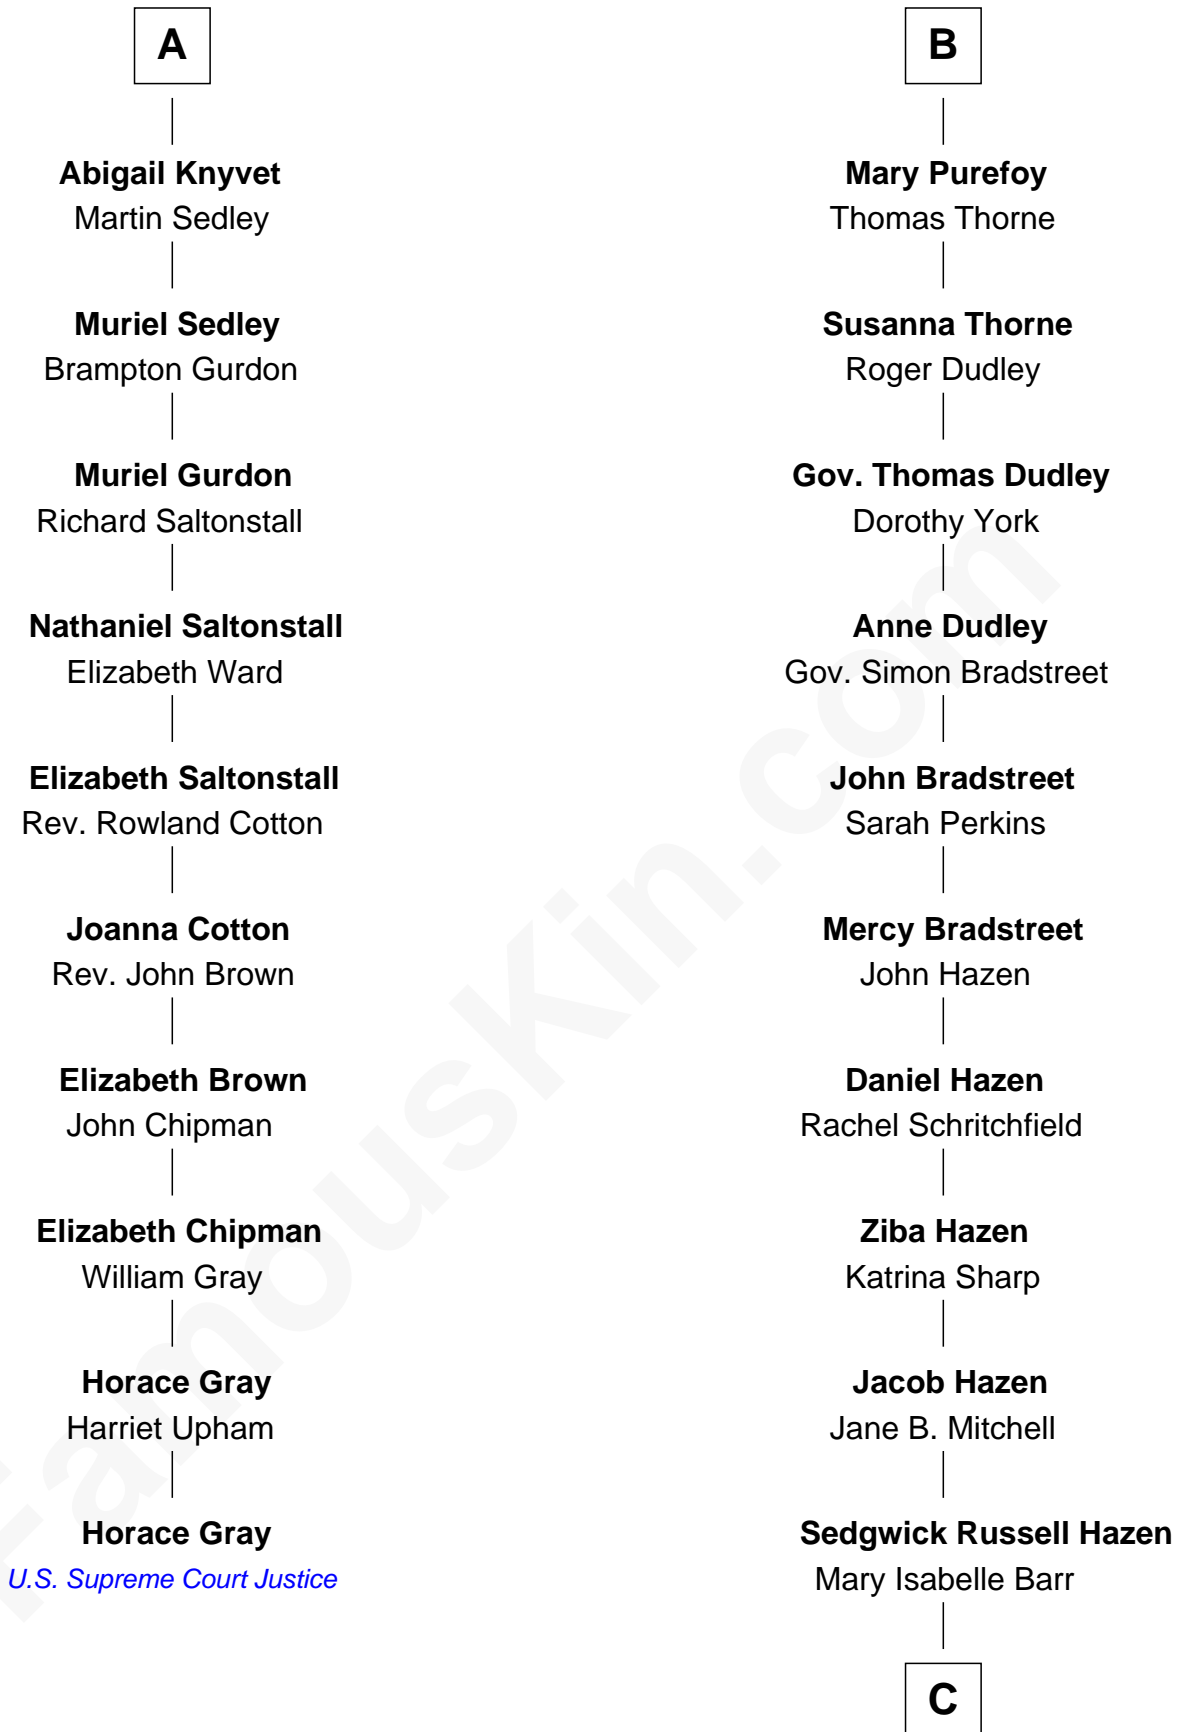 A
Abigail Knyvet
Martin Sedley
Muriel Sedley
Brampton Gurdon
Muriel Gurdon
Richard Saltonstall
Nathaniel Saltonstall
Elizabeth Ward
Elizabeth Saltonstall
Rev. Rowland Cotton
Joanna Cotton
Rev. John Brown
Elizabeth Brown
John Chipman
Elizabeth Chipman
William Gray
Horace Gray
Harriet Upham
Horace Gray
U.S. Supreme Court Justice
B
Mary Purefoy
Thomas Thorne
Susanna Thorne
Roger Dudley
Gov. Thomas Dudley
Dorothy York
Anne Dudley
Gov. Simon Bradstreet
John Bradstreet
Sarah Perkins
Mercy Bradstreet
John Hazen
Daniel Hazen
Rachel Schritchfield
Ziba Hazen
Katrina Sharp
Jacob Hazen
Jane B. Mitchell
Sedgwick Russell Hazen
Mary Isabelle Barr
C
FamousKin.com